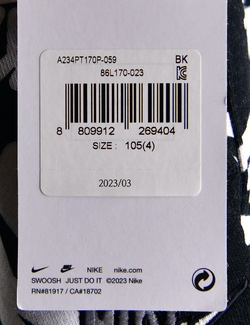 A234PT170P-059 BK
86L170-023
8 809912 269404
SIZE : 105(4)
2023/03
NIKE nike.com
SWOOSH JUST DO IT ©2023 Nike
RN#81917 / CA#18702